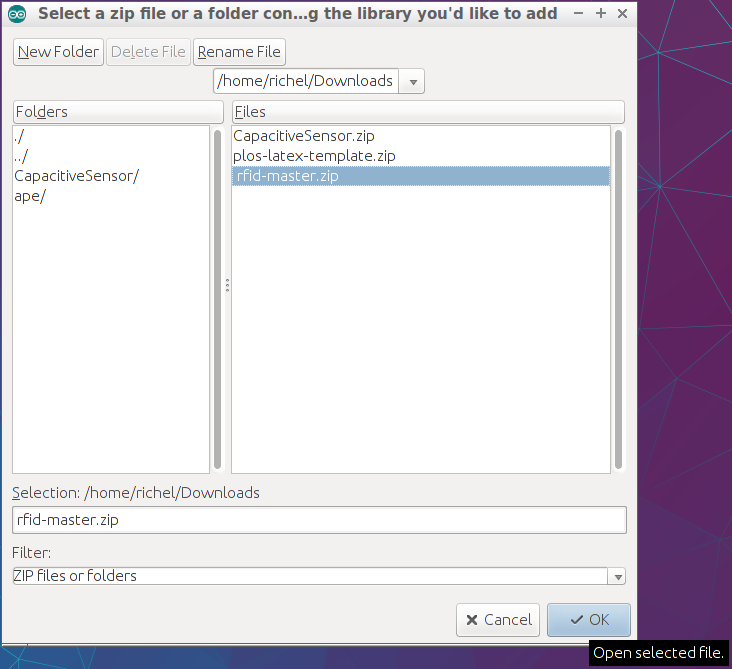 Select a zip file or a folder con...g the library you'd like to add
New Folder Delete File Rename File
/home/richel/Downloads
Folders
./
../
CapacitiveSensor/
ape/
Files
CapacitiveSensor.zip
plos-latex-template.zip
rfid-master.zip
Selection: /home/richel/Downloads
rfid-master.zip
Filter:
ZIP files or folders
Cancel OK
Open selected file.